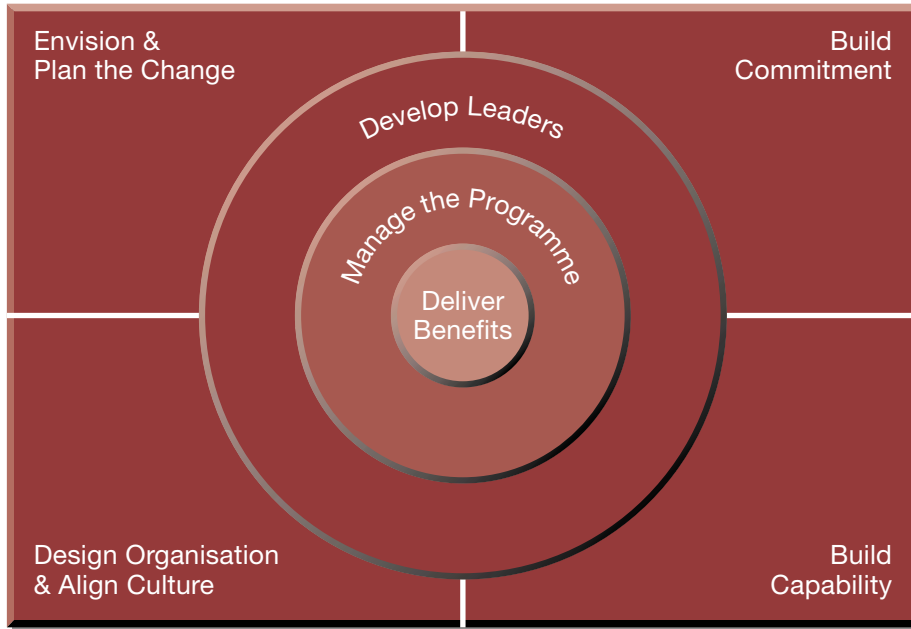 Envision &
Plan the Change
Build
Commitment
Develop Leaders
Manage the Programme
Deliver
Benefits
Design Organisation
& Align Culture
Build
Capability